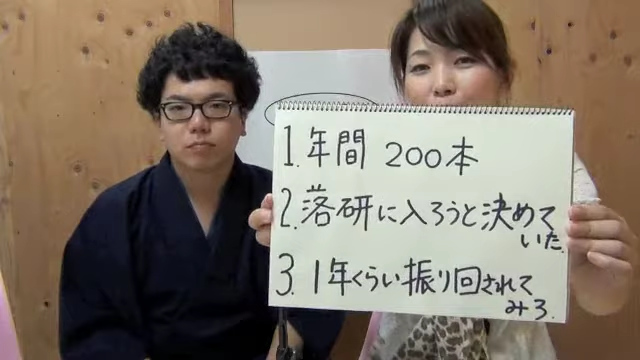 1. 年間 200本
2. 落研に入ろうと決めて
いた。
3. 1年くらい振り回されて
みろ.